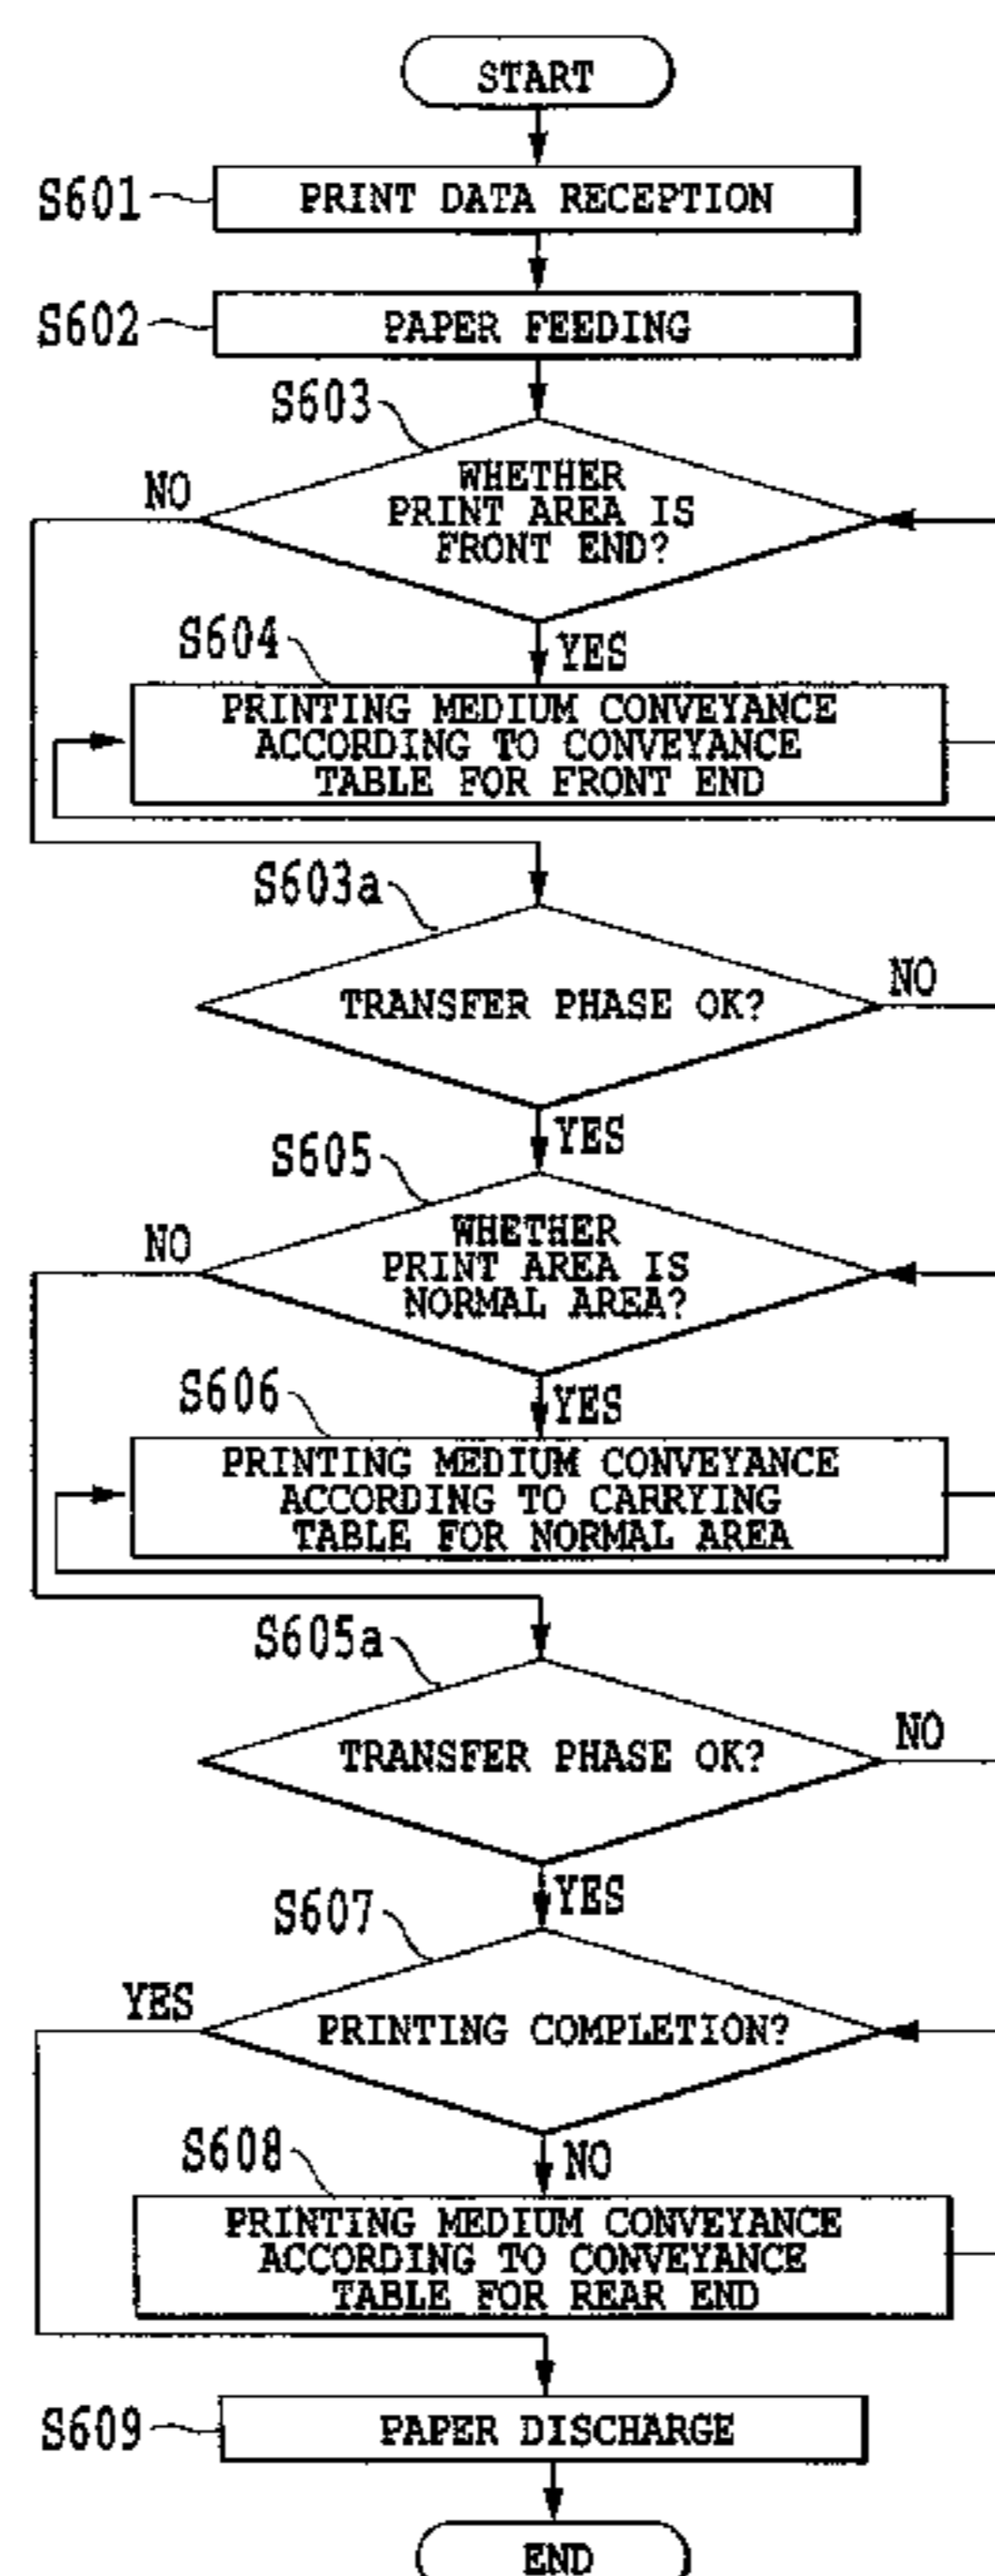 START
S601
PRINT DATA RECEPTION
S602
PAPER FEEDING
S603
WHETHER
PRINT AREA IS
FRONT END?
NO
YES
S604
PRINTING MEDIUM CONVEYANCE
ACCORDING TO CONVEYANCE
TABLE FOR FRONT END
S603a
TRANSFER PHASE OK?
NO
YES
S605
WHETHER
PRINT AREA IS
NORMAL AREA?
NO
YES
S606
PRINTING MEDIUM CONVEYANCE
ACCORDING TO CARRYING
TABLE FOR NORMAL AREA
S605a
TRANSFER PHASE OK?
NO
YES
S607
PRINTING COMPLETION?
YES
NO
S608
PRINTING MEDIUM CONVEYANCE
ACCORDING TO CONVEYANCE
TABLE FOR REAR END
S609
PAPER DISCHARGE
END